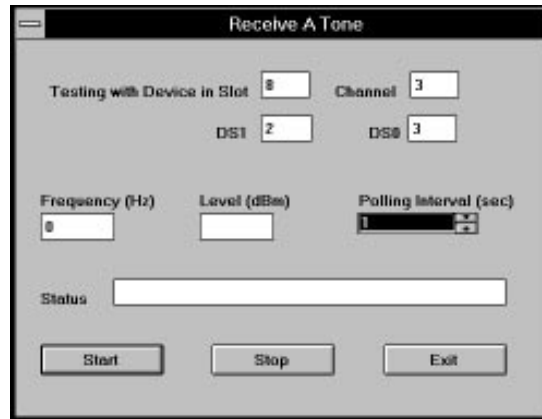 Receive A Tone
Testing with Device in Slot 8 Channel 3
DS1 2 DS0 3
Frequency (Hz) Level (dBm) Polling Interval (sec)
0 1
Status
Start Stop Exit